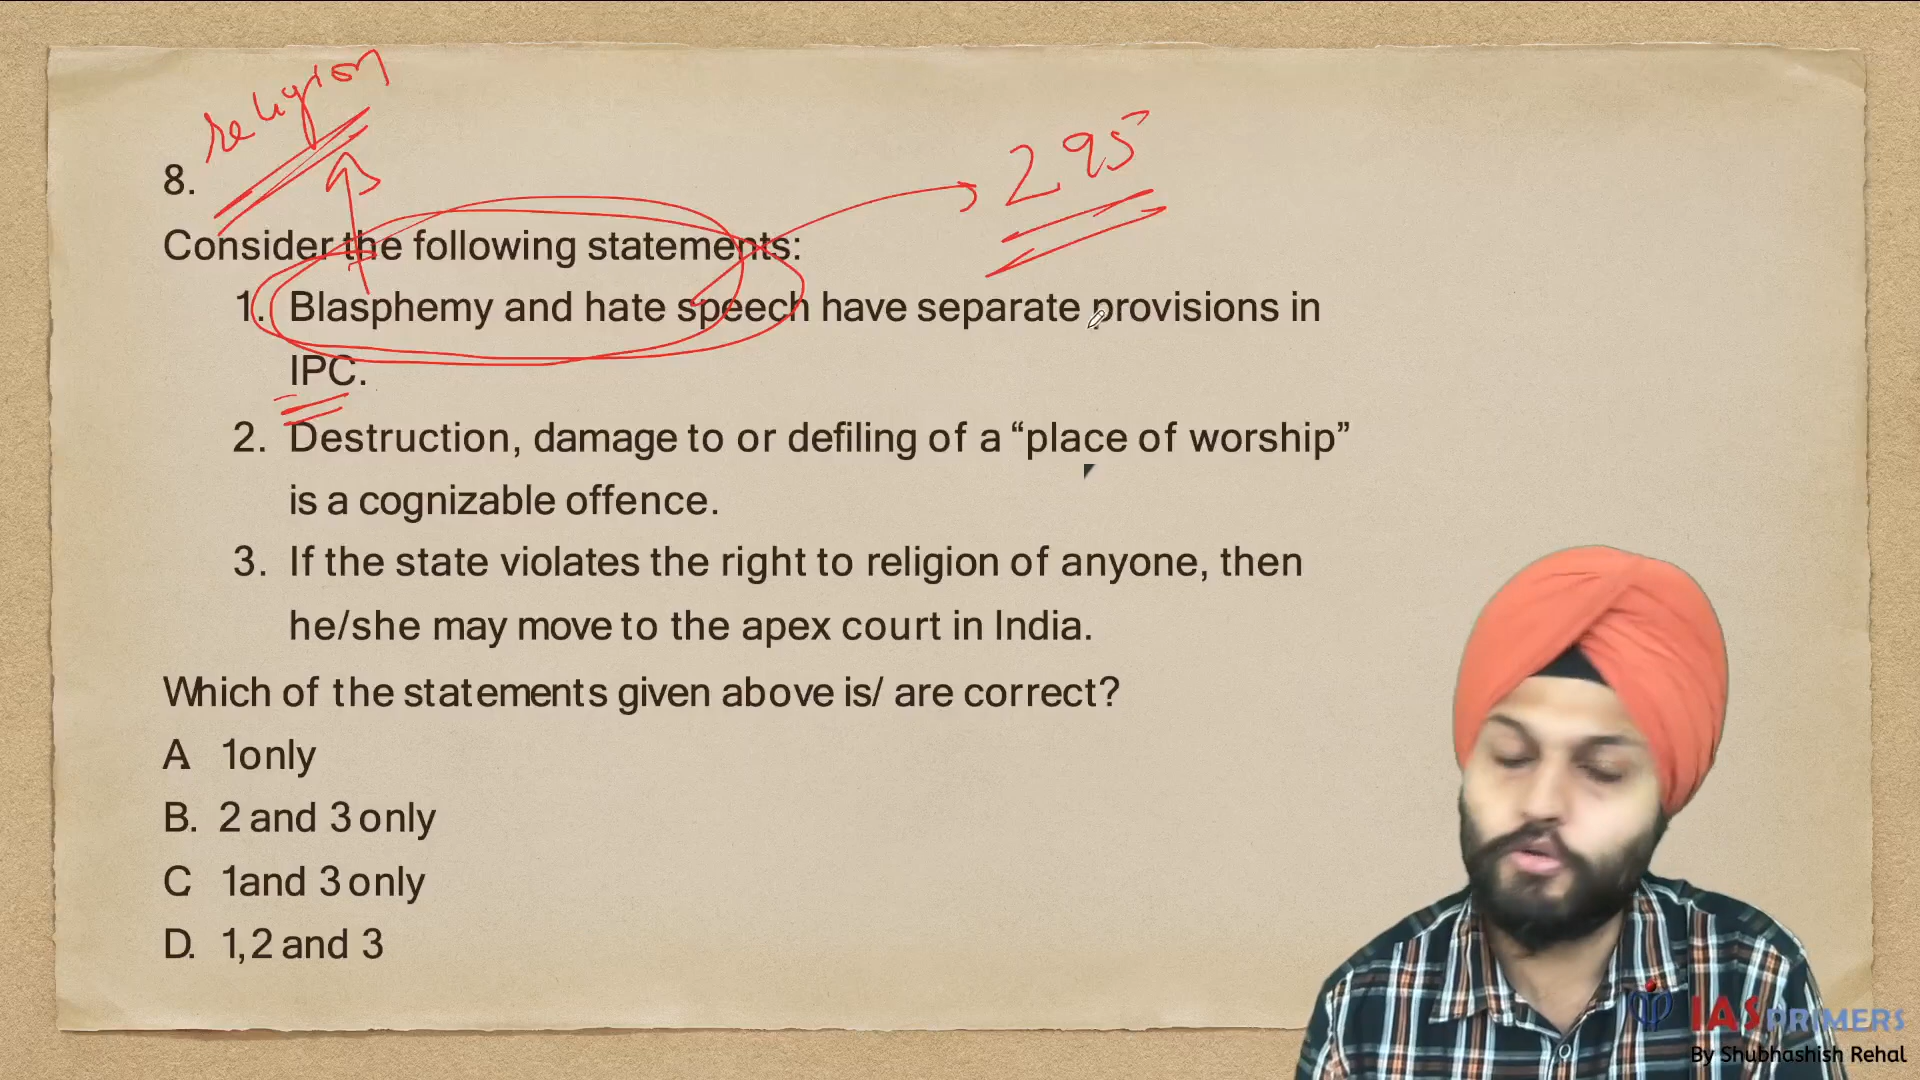 religion
295
8.
Consider the following statements:
1. Blasphemy and hate speech have separate provisions in
IPC.
2. Destruction, damage to or defiling of a “place of worship”
is a cognizable offence.
3. If the state violates the right to religion of anyone, then
he/she may move to the apex court in India.
Which of the statements given above is/ are correct?
A 1only
B. 2 and 3 only
C 1and 3 only
D. 1,2 and 3
IAS PRIMERS
By Shubhashish Rehal